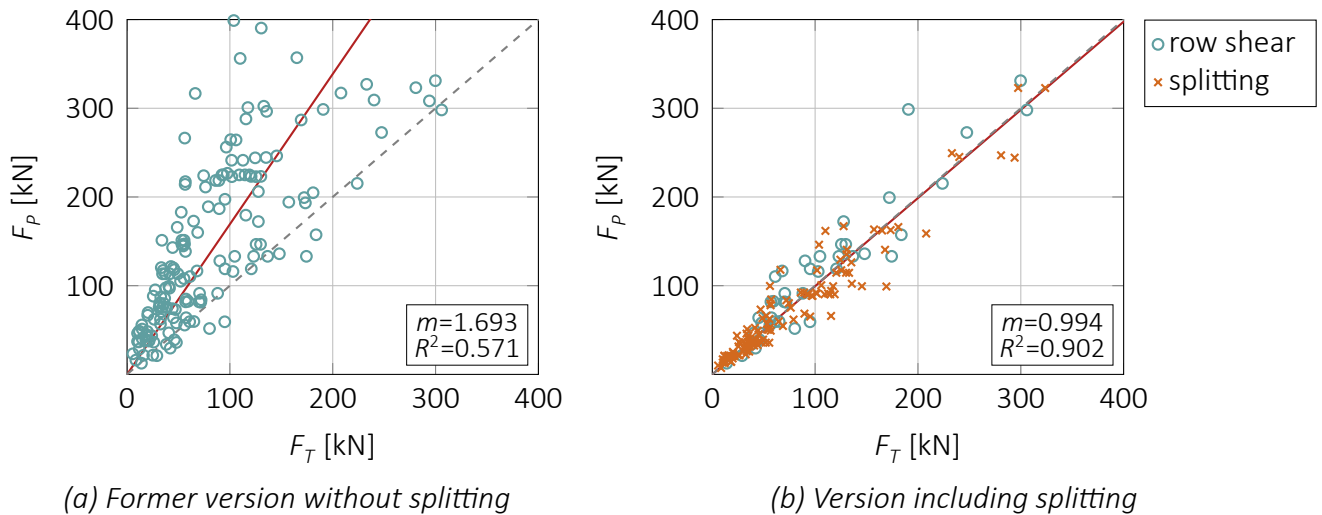 400
300
200
100
F_P [kN]
0
100
200
300
400
F_T [kN]
m=1.693
R²=0.571
(a) Former version without splitting
400
300
200
100
F_P [kN]
0
100
200
300
400
F_T [kN]
m=0.994
R²=0.902
(b) Version including splitting
row shear
splitting